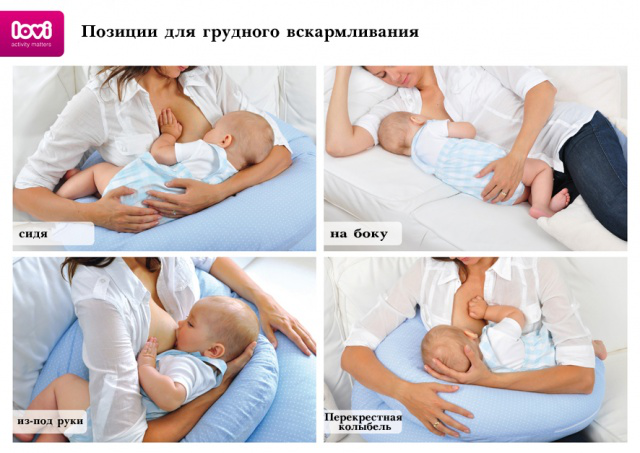 lovi
activity matters
Позиции для грудного вскармливания
сидя
на боку
из-под руки
Перекрестная
колыбель